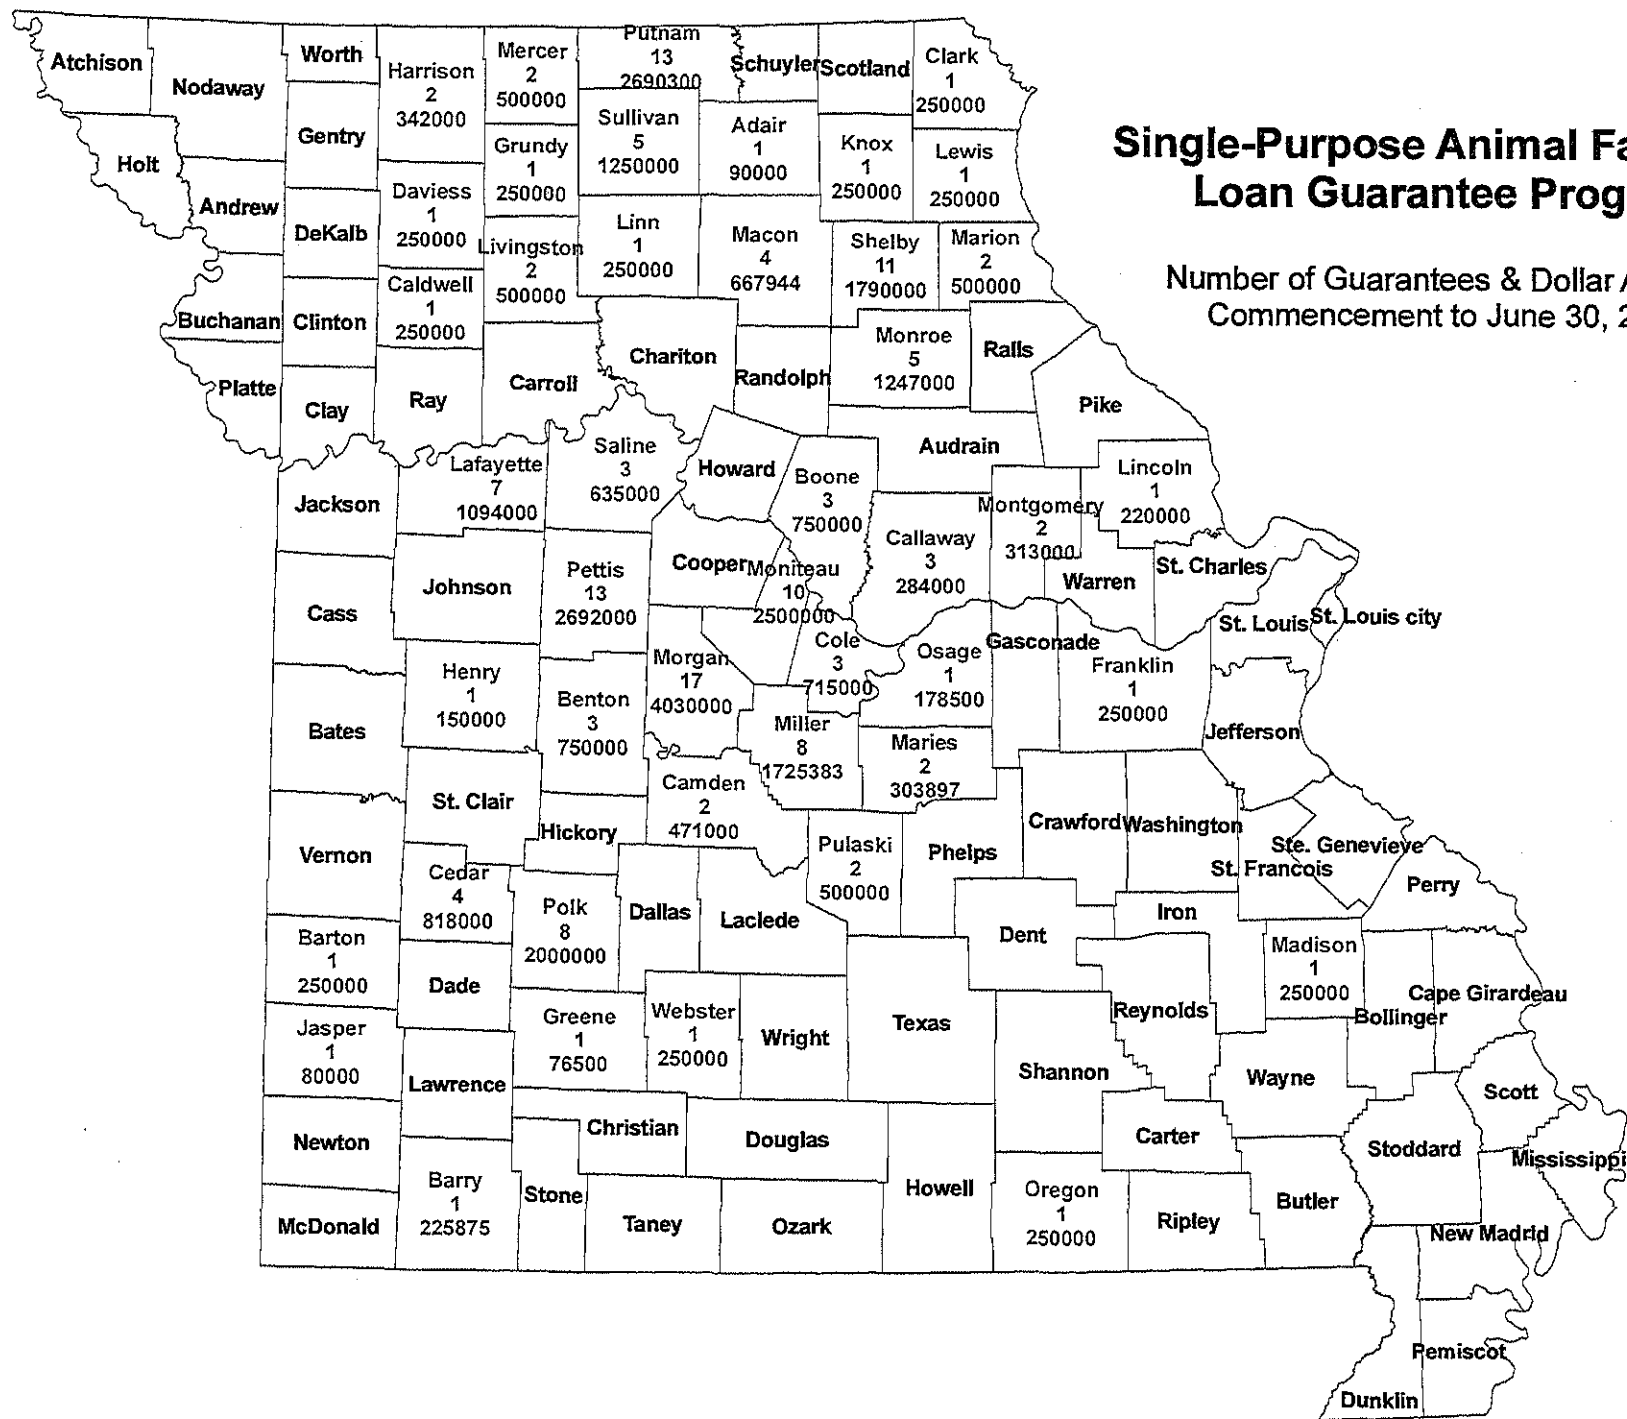 Single-Purpose Animal Fa
Loan Guarantee Prog
Number of Guarantees & Dollar A
Commencement to June 30, 2
Atchison
Nodaway
Worth
Harrison
2
342000
Mercer
2
500000
Putnam
13
2690300
Schuyler
Scotland
Clark
1
250000
Holt
Gentry
Grundy
1
250000
Sullivan
5
1250000
Adair
1
90000
Knox
1
250000
Lewis
1
250000
Andrew
DeKalb
Daviess
1
250000
Livingston
2
500000
Linn
1
250000
Macon
4
667944
Shelby
11
1790000
Marion
2
500000
Buchanan
Clinton
Caldwell
1
250000
Chariton
Randolph
Monroe
5
1247000
Ralls
Platte
Clay
Ray
Carroll
Pike
Audrain
Jackson
Lafayette
7
1094000
Saline
3
635000
Howard
Boone
3
750000
Callaway
3
284000
Montgomery
2
313000
Lincoln
1
220000
Cass
Johnson
Pettis
13
2692000
Cooper
Moniteau
10
2500000
Warren
St. Charles
St. Louis
St. Louis city
Cole
3
715000
Osage
1
178500
Gasconade
Franklin
1
250000
Bates
Henry
1
150000
Benton
3
750000
Morgan
17
4030000
Miller
8
1725383
Maries
2
303897
Jefferson
St. Clair
Camden
2
471000
Vernon
Hickory
Pulaski
2
500000
Phelps
Crawford
Washington
Ste. Genevieve
St. Francois
Perry
Cedar
4
818000
Polk
8
2000000
Dallas
Laclede
Dent
Iron
Barton
1
250000
Dade
Madison
1
250000
Bollinger
Cape Girardeau
Jasper
1
80000
Greene
1
76500
Webster
1
250000
Wright
Texas
Reynolds
Lawrence
Shannon
Wayne
Scott
Newton
Christian
Douglas
Carter
Stoddard
Mississippi
McDonald
Barry
1
225875
Stone
Taney
Ozark
Howell
Oregon
1
250000
Ripley
Butler
New Madrid
Pemiscot
Dunklin